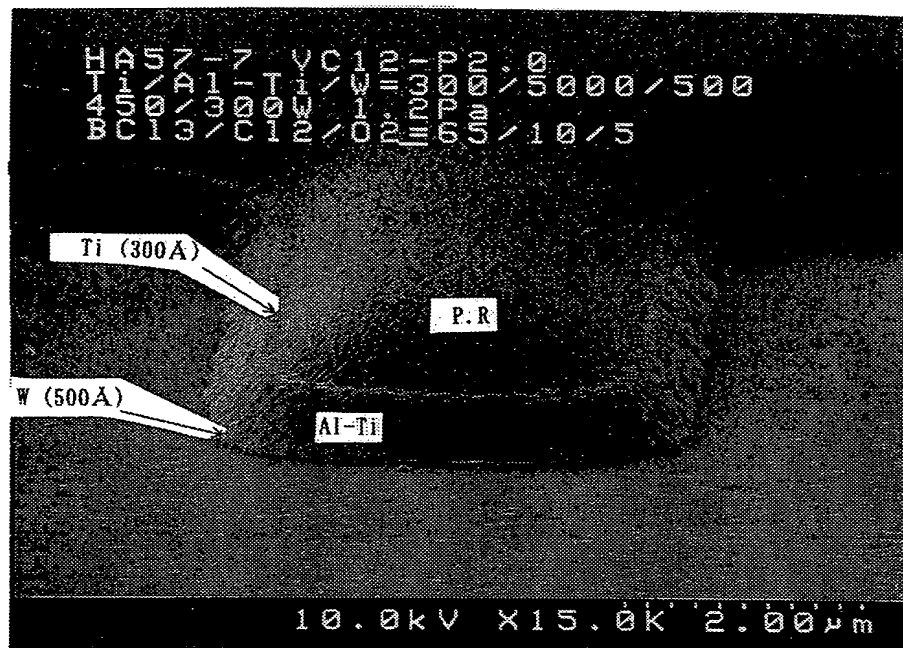 HA57-7 VC12-P2.0
Ti/Al-Ti/W=300/5000/500
450/300W 1.2Pa
BCl3/Cl2/O2=65/10/5
Ti (300Å)
P.R
W (500Å)
Al-Ti
10.0kV X15.0K 2.00μm